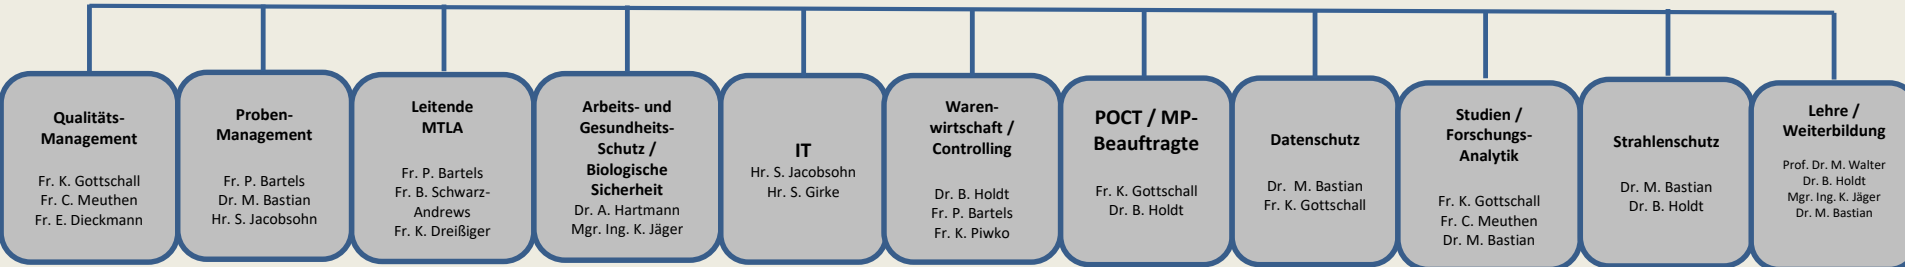 Qualitäts-
Management
Fr. K. Gottschall
Fr. C. Meuthen
Fr. E. Dieckmann
Proben-
Management
Fr. P. Bartels
Dr. M. Bastian
Hr. S. Jacobsohn
Leitende
MTLA
Fr. P. Bartels
Fr. B. Schwarz-
Andrews
Fr. K. Dreißiger
Arbeits- und
Gesundheits-
Schutz /
Biologische
Sicherheit
Dr. A. Hartmann
Mgr. Ing. K. Jäger
IT
Hr. S. Jacobsohn
Hr. S. Girke
Waren-
wirtschaft /
Controlling
Dr. B. Holdt
Fr. P. Bartels
Fr. K. Piwko
POCT / MP-
Beauftragte
Fr. K. Gottschall
Dr. B. Holdt
Datenschutz
Dr. M. Bastian
Fr. K. Gottschall
Studien /
Forschungs-
Analytik
Fr. K. Gottschall
Fr. C. Meuthen
Dr. M. Bastian
Strahlenschutz
Dr. M. Bastian
Dr. B. Holdt
Lehre /
Weiterbildung
Prof. Dr. M. Walter
Dr. B. Holdt
Mgr. Ing. K. Jäger
Dr. M. Bastian